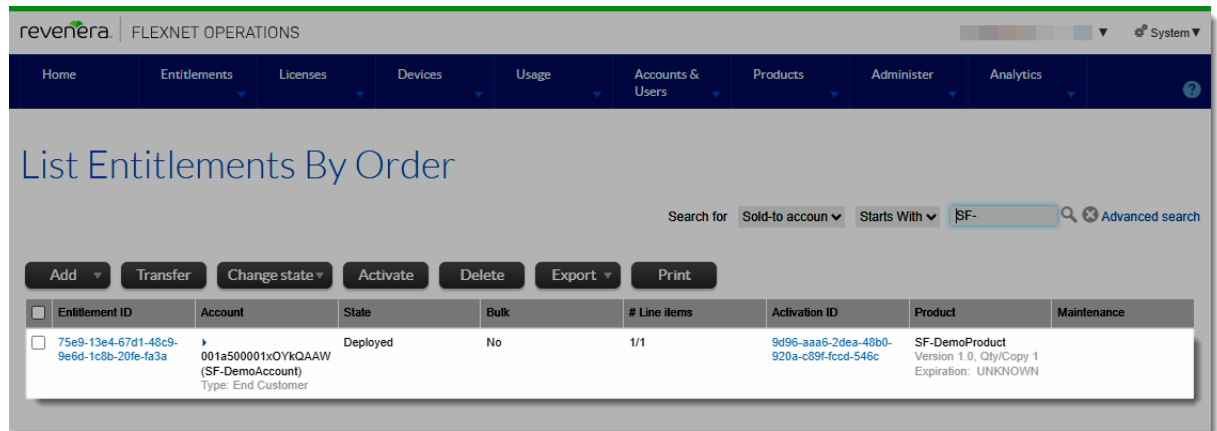 revenera. FLEXNET OPERATIONS
System
Home Entitlements Licenses Devices Usage Accounts & Users Products Administer Analytics
?
List Entitlements By Order
Search for Sold-to accoun Starts With SF- Advanced search
Add Transfer Change state Activate Delete Export Print
Entitlement ID Account State Bulk # Line items Activation ID Product Maintenance
75e9-13e4-67d1-48c9- Deployed No 1/1 9d96-aaa6-2dea-48b0- SF-DemoProduct
9e6d-1c8b-20fe-fa3a 001a500001xOYkQAAW 920a-c89f-fccd-546c Version 1.0, Qty/Copy 1
(SF-DemoAccount) Expiration: UNKNOWN
Type: End Customer